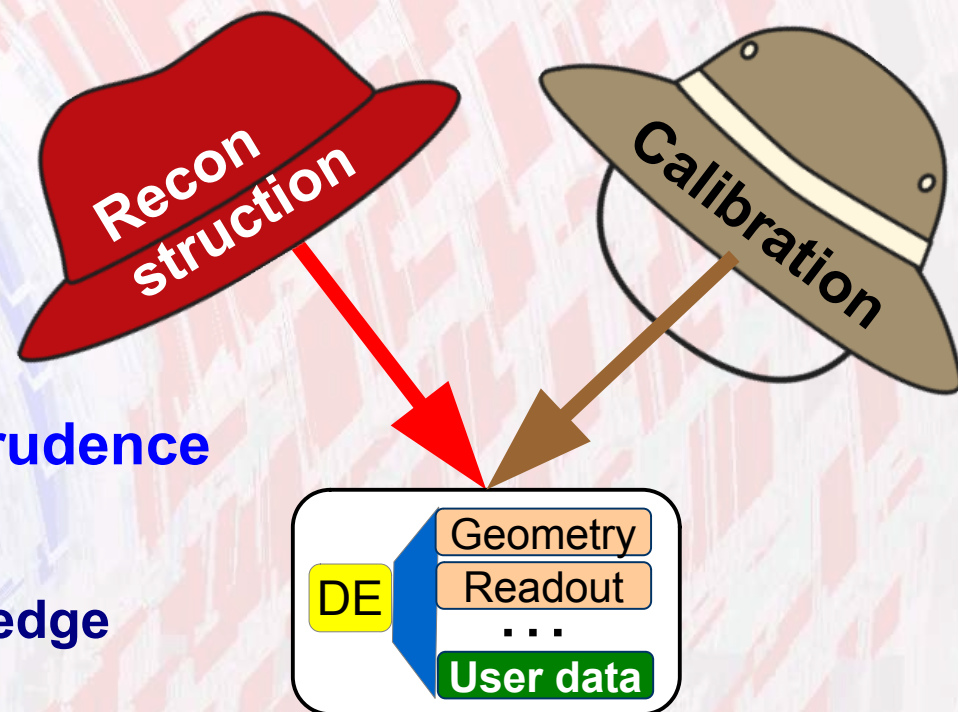 Recon
struction
Calibration
rudence
edge
DE
Geometry
Readout
...
User data